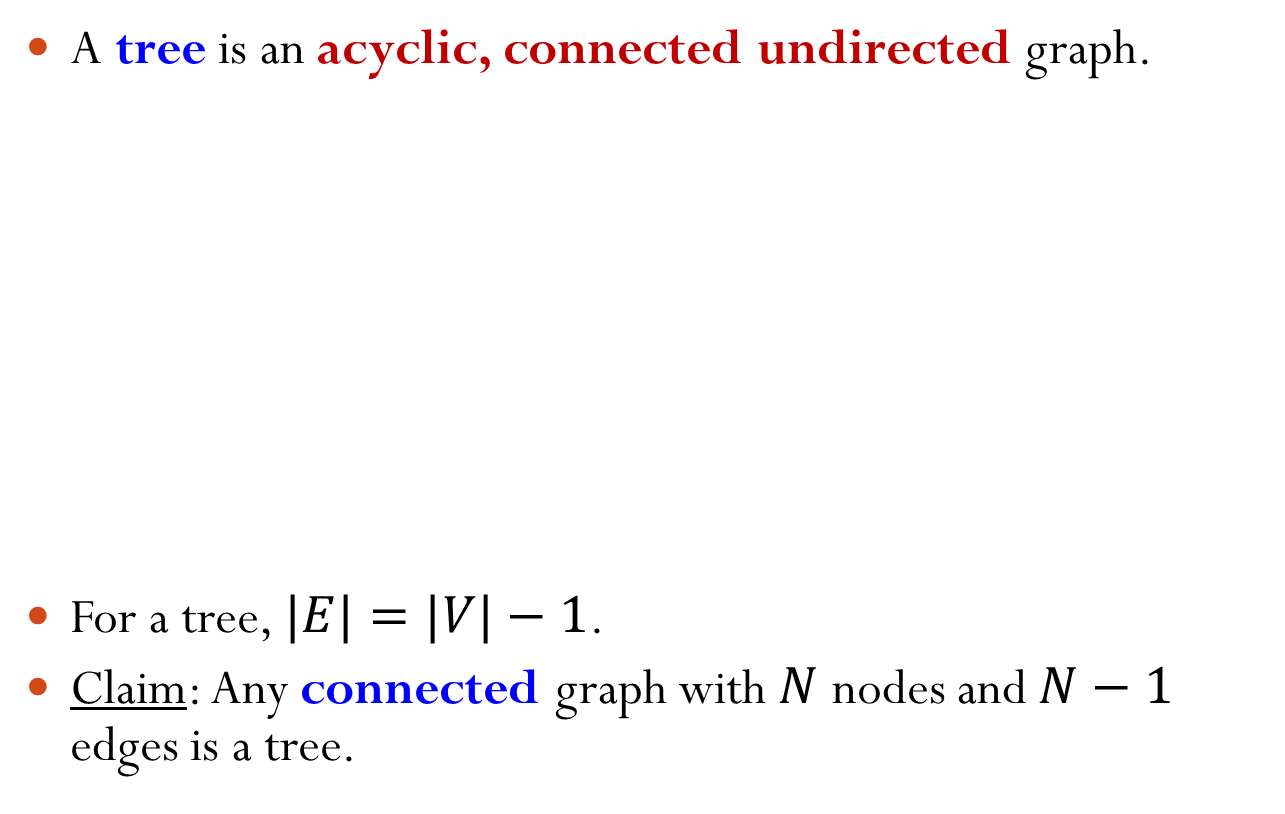 • A tree is an acyclic, connected undirected graph.
• For a tree, |E| = |V| − 1.
• Claim: Any connected graph with N nodes and N − 1
edges is a tree.